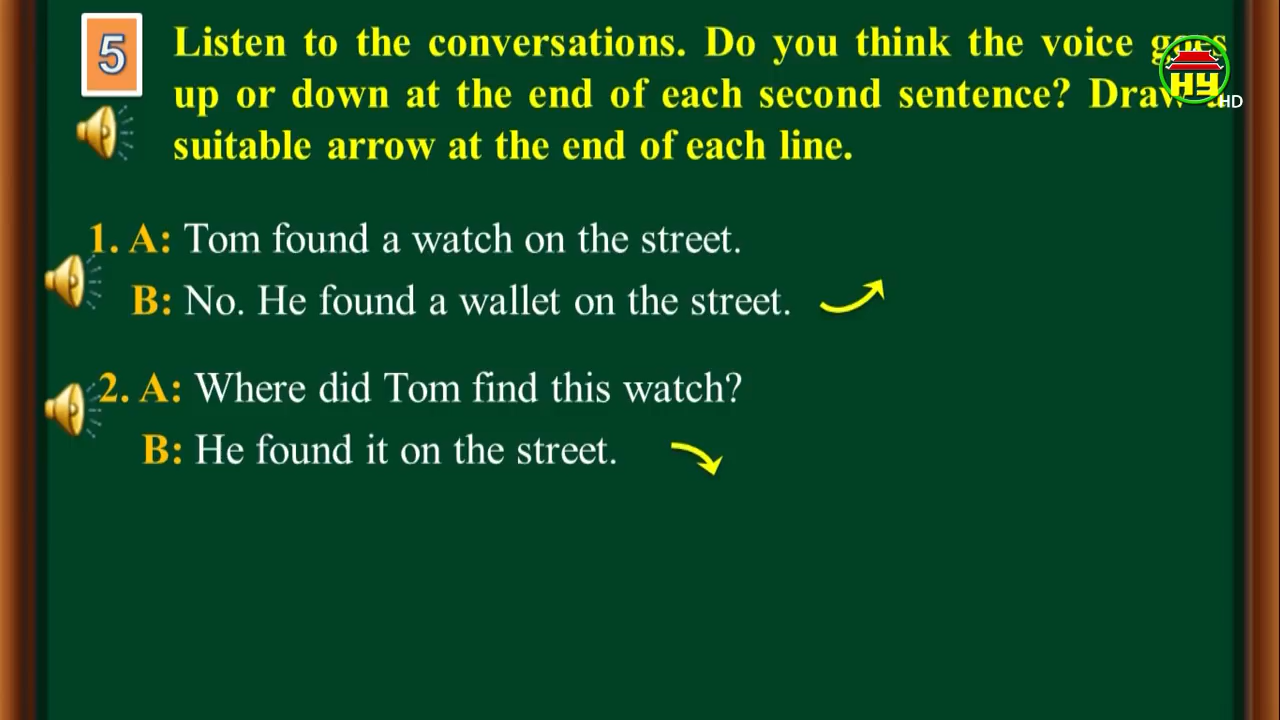 5
Listen to the conversations. Do you think the voice goes
up or down at the end of each second sentence? Draw a
suitable arrow at the end of each line.
HY
HD
1. A: Tom found a watch on the street.
B: No. He found a wallet on the street.
2. A: Where did Tom find this watch?
B: He found it on the street.